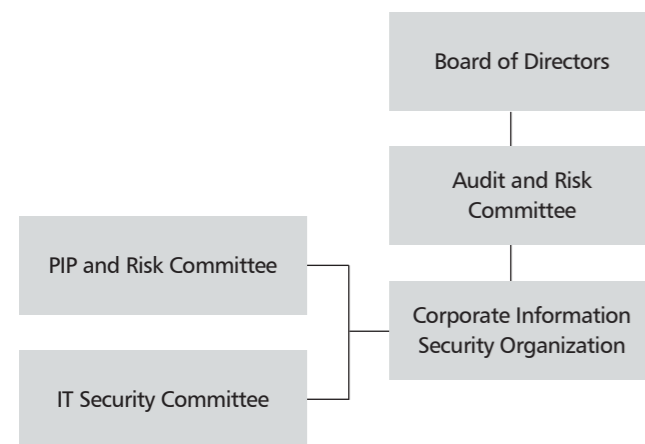 Board of Directors
Audit and Risk
Committee
PIP and Risk Committee
Corporate Information
Security Organization
IT Security Committee